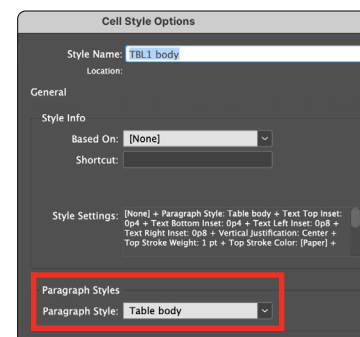 Cell Style Options
Style Name: TBL1 body
Location:
General
Style Info
Based On: [None]
Shortcut:
Style Settings: [None] + Paragraph Style: Table body + Text Top Inset:
0p4 + Text Bottom Inset: 0p4 + Text Left Inset: 0p8 +
Text Right Inset: 0p8 + Vertical Justification: Center +
Top Stroke Weight: 1 pt + Top Stroke Color: [Paper] +
Paragraph Styles
Paragraph Style: Table body